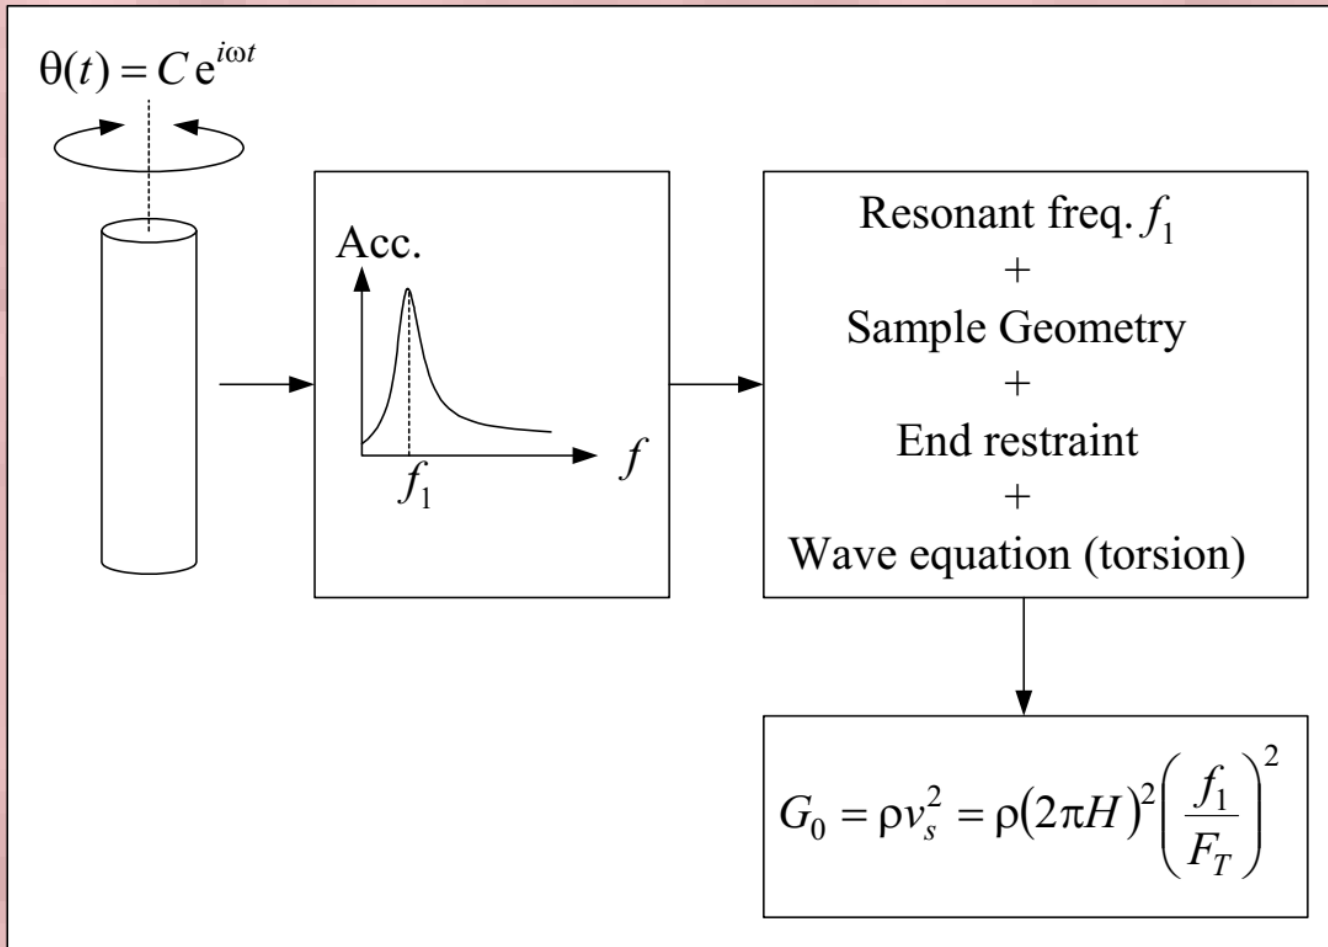 θ(t) = C e^{iωt}
Acc.
f
f₁
Resonant freq. f₁
+
Sample Geometry
+
End restraint
+
Wave equation (torsion)
G₀ = ρv_s² = ρ(2πH)²(f₁/F_T)²